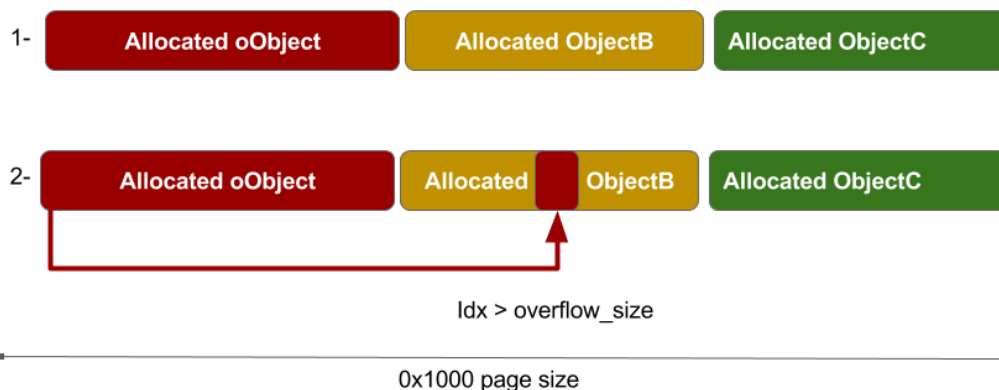 1- Allocated oObject Allocated ObjectB Allocated ObjectC
2- Allocated oObject Allocated ObjectB Allocated ObjectC
Idx > overflow_size
0x1000 page size